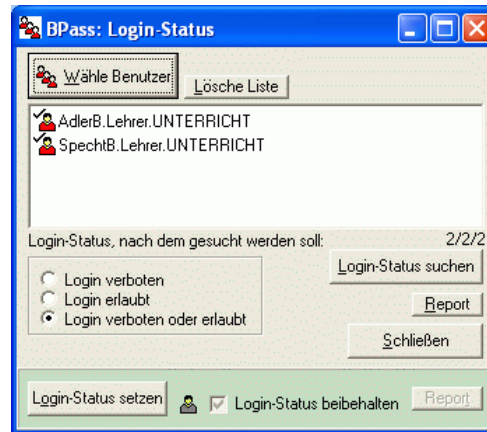 BPass: Login-Status
Wähle Benutzer
Lösche Liste
AdlerB.Lehrer.UNTERRICHT
SpechtB.Lehrer.UNTERRICHT
Login-Status, nach dem gesucht werden soll:
2/2/2
Login verboten
Login erlaubt
Login verboten oder erlaubt
Login-Status suchen
Report
Schließen
Login-Status setzen
Login-Status beibehalten
Report